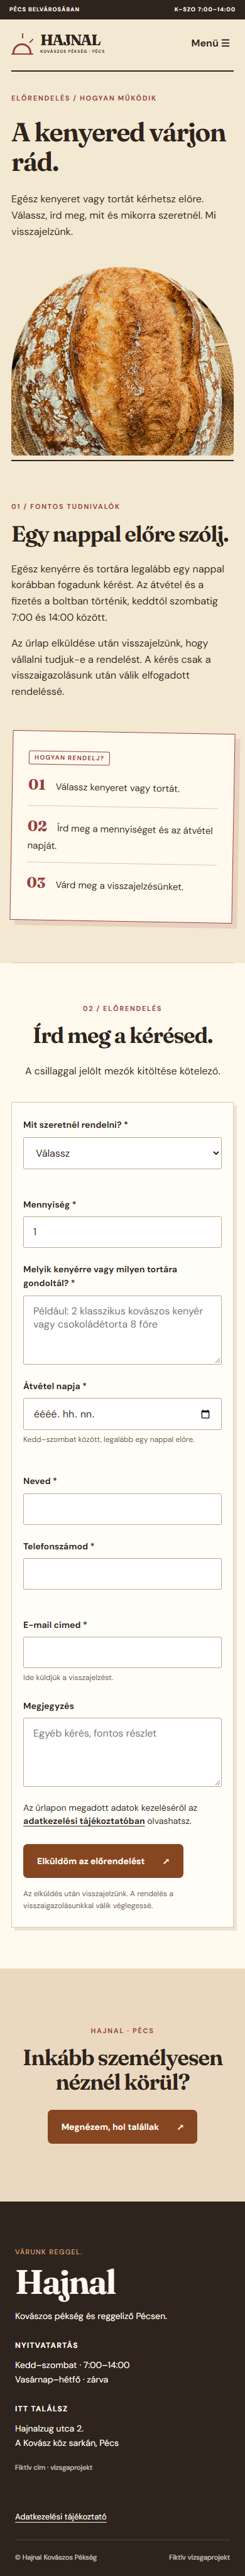 PÉCS BELVÁROSÁBAN
K–SZO 7:00–14:00
HAJNAL
KOVÁSZOS PÉKSÉG · PÉCS
Menü ☰
ELŐRENDELÉS / HOGYAN MŰKÖDIK
A kenyered várjon
rád.
Egész kenyeret vagy tortát kérhetsz előre.
Válassz, írd meg, mit és mikorra szeretnél. Mi
visszajelzünk.
01 / FONTOS TUDNIVALÓK
Egy nappal előre szólj.
Egész kenyérre és tortára legalább egy nappal
korábban fogadunk kérést. Az átvétel és a
fizetés a boltban történik, keddtől szombatig
7:00 és 14:00 között.
Az űrlap elküldése után visszajelzünk, hogy
vállalni tudjuk-e a rendelést. A kérés csak a
visszaigazolásunk után válik elfogadott
rendeléssé.
HOGYAN RENDELJ?
01 Válassz kenyeret vagy tortát.
02 Írd meg a mennyiséget és az átvétel
napját.
03 Várd meg a visszajelzésünket.
02 / ELŐRENDELÉS
Írd meg a kérésed.
A csillaggal jelölt mezők kitöltése kötelező.
Mit szeretnél rendelni? *
Válassz
Mennyiség *
1
Melyik kenyérre vagy milyen tortára
gondoltál? *
Például: 2 klasszikus kovászos kenyér
vagy csokoládétorta 8 főre
Átvétel napja *
éééé. hh. nn.
Kedd–szombat között, legalább egy nappal előre.
Neved *
Telefonszámod *
E-mail címed *
Ide küldjük a visszajelzést.
Megjegyzés
Egyéb kérés, fontos részlet
Az űrlapon megadott adatok kezeléséről az
adatkezelési tájékoztatóban olvashatsz.
Elküldöm az előrendelést ↗
Az elküldés után visszajelzünk. A rendelés a
visszaigazolásunkkal válik véglegessé.
HAJNAL · PÉCS
Inkább személyesen
néznél körül?
Megnézem, hol talállak ↗
VÁRUNK REGGEL.
Hajnal
Kovászos pékség és reggeliző Pécsen.
NYITVATARTÁS
Kedd–szombat · 7:00–14:00
Vasárnap–hétfő · zárva
ITT TALÁLSZ
Hajnalzug utca 2.
A Kovász köz sarkán, Pécs
Fiktív cím · vizsgaprojekt
Adatkezelési tájékoztató
© Hajnal Kovászos Pékség
Fiktív vizsgaprojekt